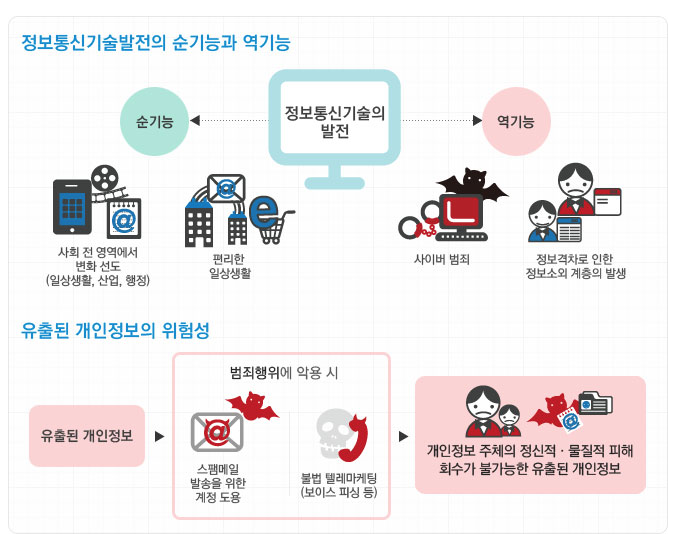 정보통신기술발전의 순기능과 역기능
순기능
정보통신기술의
발전
역기능
사회 전 영역에서
변화 선도
(일상생활, 산업, 행정)
편리한
일상생활
사이버 범죄
정보격차로 인한
정보소외 계층의 발생
유출된 개인정보의 위험성
유출된 개인정보
범죄행위에 악용 시
스팸메일
발송을 위한
계정 도용
불법 텔레마케팅
(보이스 피싱 등)
개인정보 주체의 정신적 · 물질적 피해
회수가 불가능한 유출된 개인정보